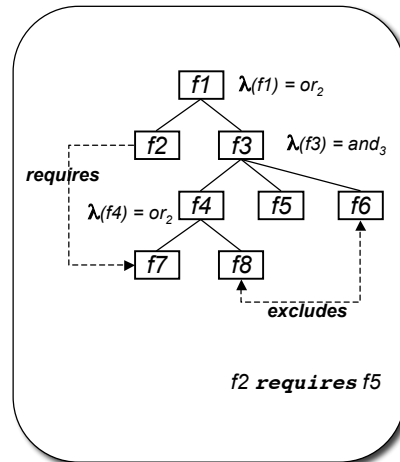 f1 λ(f1) = or₂
f2 f3 λ(f3) = and₃
requires
λ(f4) = or₂ f4 f5 f6
f7 f8
excludes
f2 requires f5